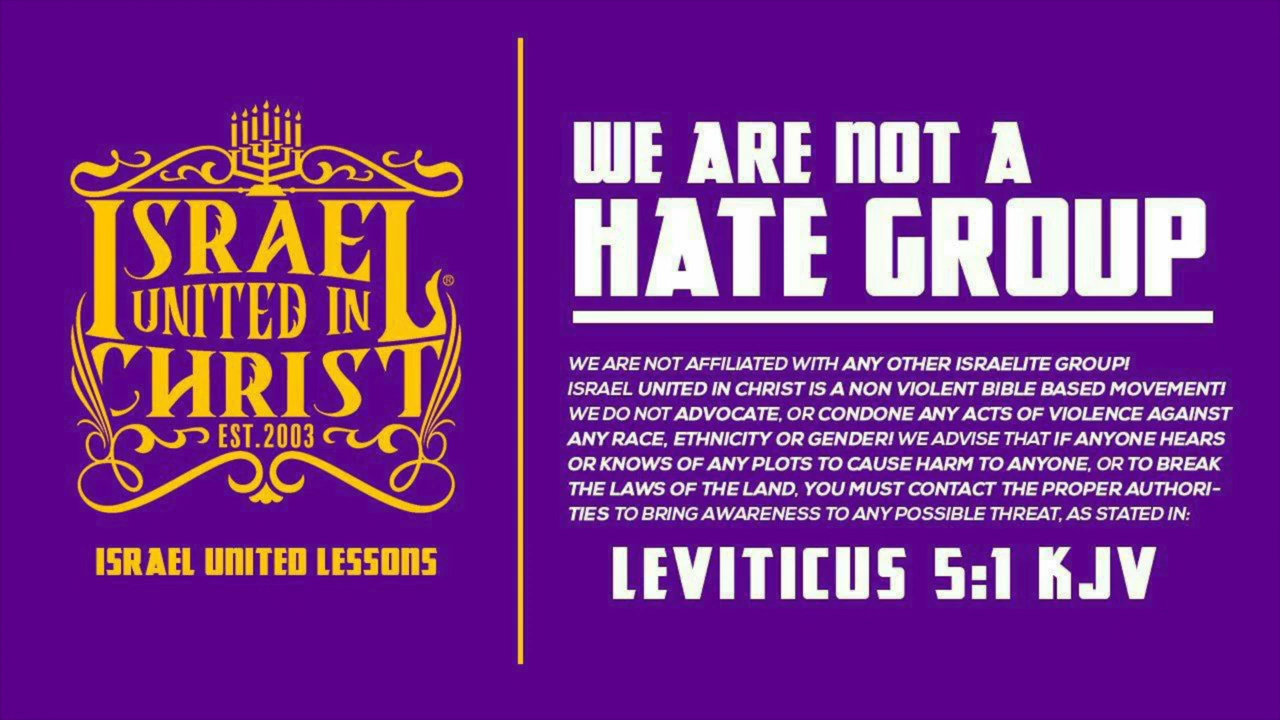 ISRAEL
UNITED IN
CHRIST
®
EST.2003
ISRAEL UNITED LESSONS
WE ARE NOT A
HATE GROUP
WE ARE NOT AFFILIATED WITH ANY OTHER ISRAELITE GROUP!
ISRAEL UNITED IN CHRIST IS A NON VIOLENT BIBLE BASED MOVEMENT!
WE DO NOT ADVOCATE, OR CONDONE ANY ACTS OF VIOLENCE AGAINST
ANY RACE, ETHNICITY OR GENDER! WE ADVISE THAT IF ANYONE HEARS
OR KNOWS OF ANY PLOTS TO CAUSE HARM TO ANYONE, OR TO BREAK
THE LAWS OF THE LAND, YOU MUST CONTACT THE PROPER AUTHORI-
TIES TO BRING AWARENESS TO ANY POSSIBLE THREAT, AS STATED IN:
LEVITICUS 5:1 KJV